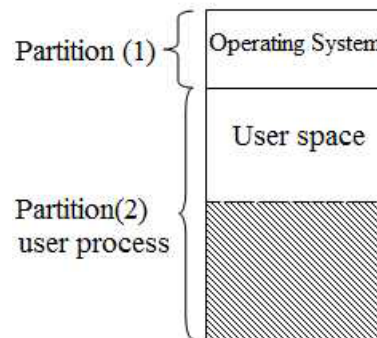 Partition (1)
Operating System
User space
Partition(2)
user process